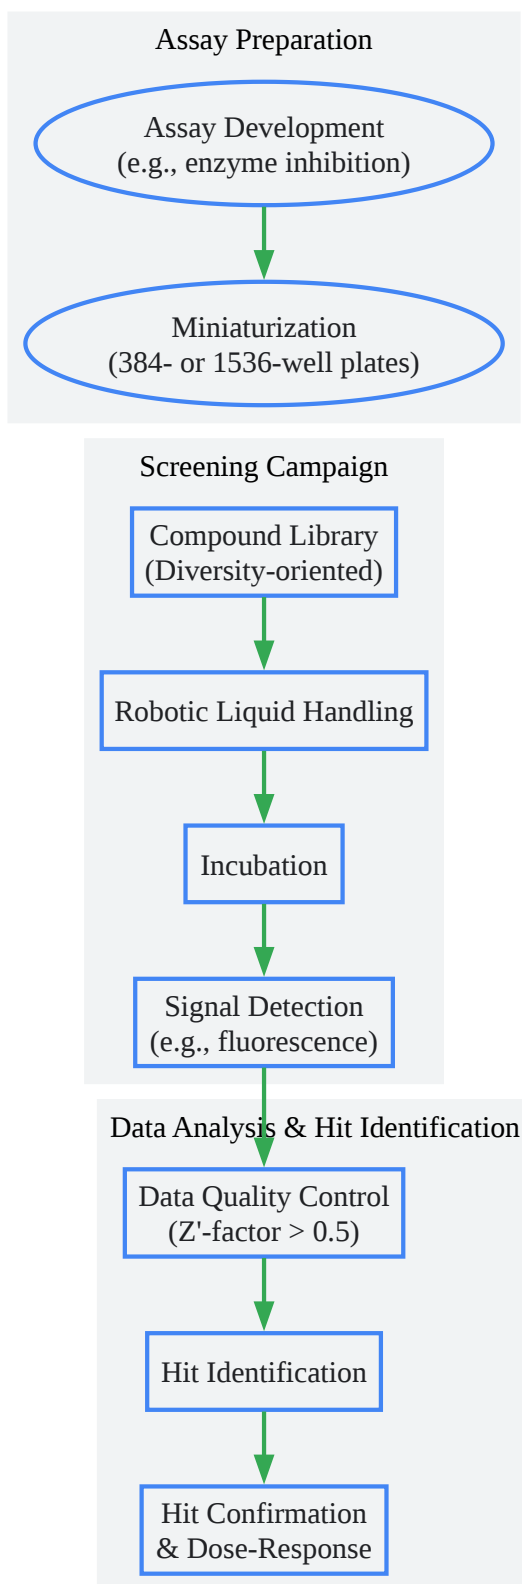 Assay Preparation
Assay Development
(e.g., enzyme inhibition)
Miniaturization
(384- or 1536-well plates)
Screening Campaign
Compound Library
(Diversity-oriented)
Robotic Liquid Handling
Incubation
Signal Detection
(e.g., fluorescence)
Data Analysis & Hit Identification
Data Quality Control
(Z'-factor > 0.5)
Hit Identification
Hit Confirmation
& Dose-Response